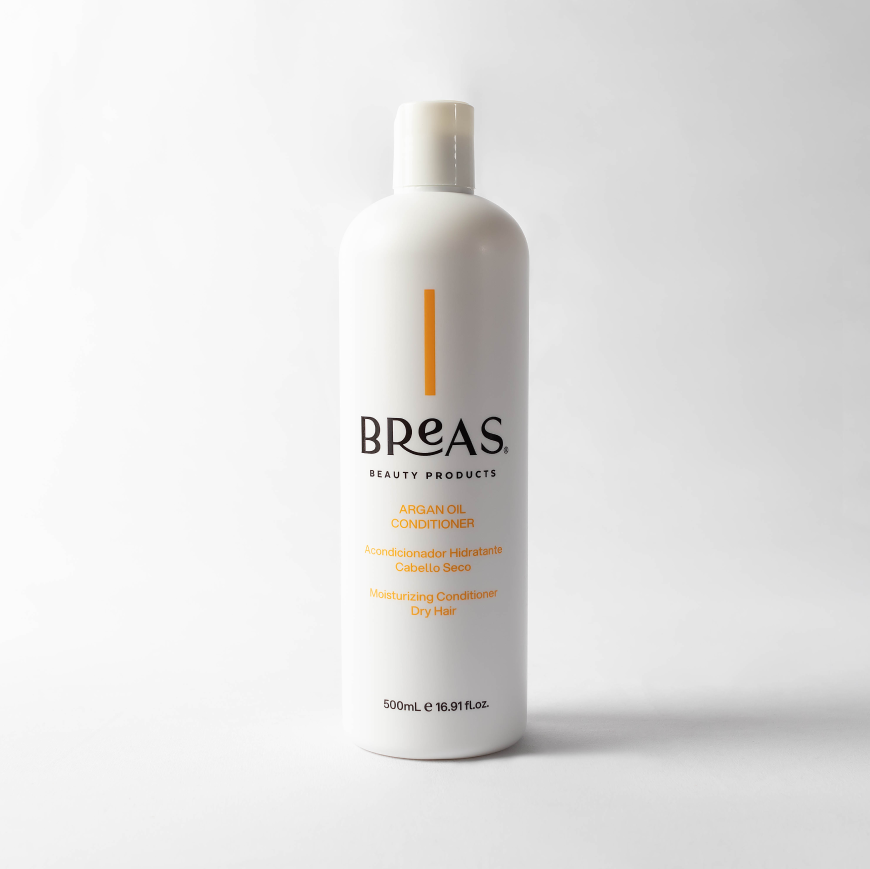 BReAS®
BEAUTY PRODUCTS
ARGAN OIL
CONDITIONER
Acondicionador Hidratante
Cabello Seco
Moisturizing Conditioner
Dry Hair
500mL ℮ 16.91 fl.oz.